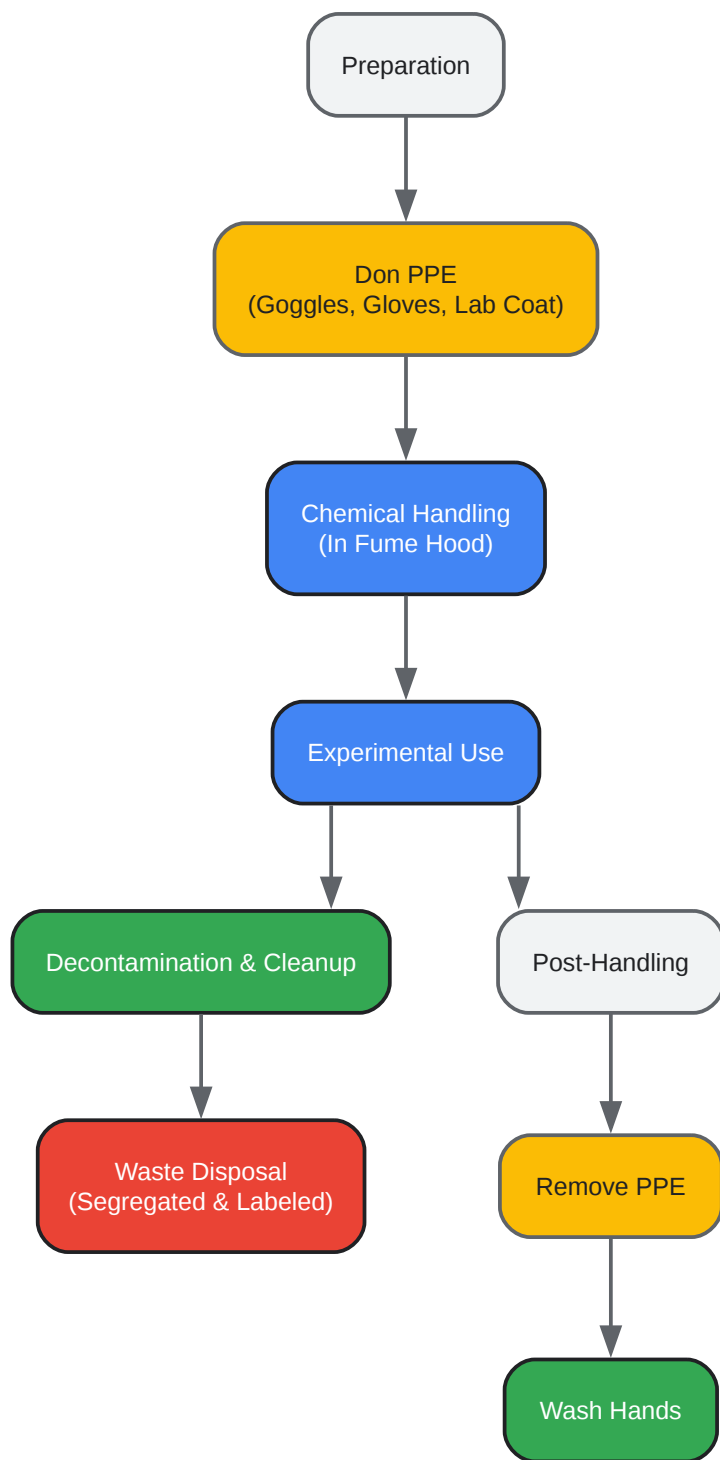 Preparation
Don PPE
(Goggles, Gloves, Lab Coat)
Chemical Handling
(In Fume Hood)
Experimental Use
Decontamination & Cleanup
Post-Handling
Waste Disposal
(Segregated & Labeled)
Remove PPE
Wash Hands